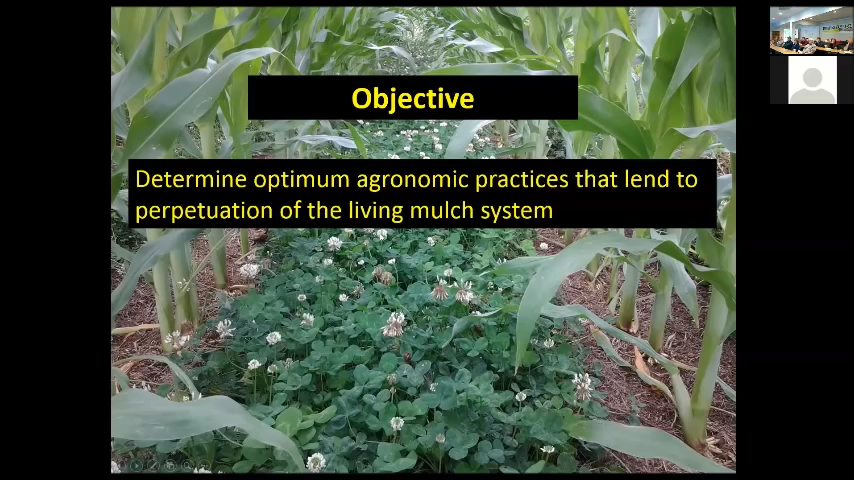 Objective
Determine optimum agronomic practices that lend to
perpetuation of the living mulch system